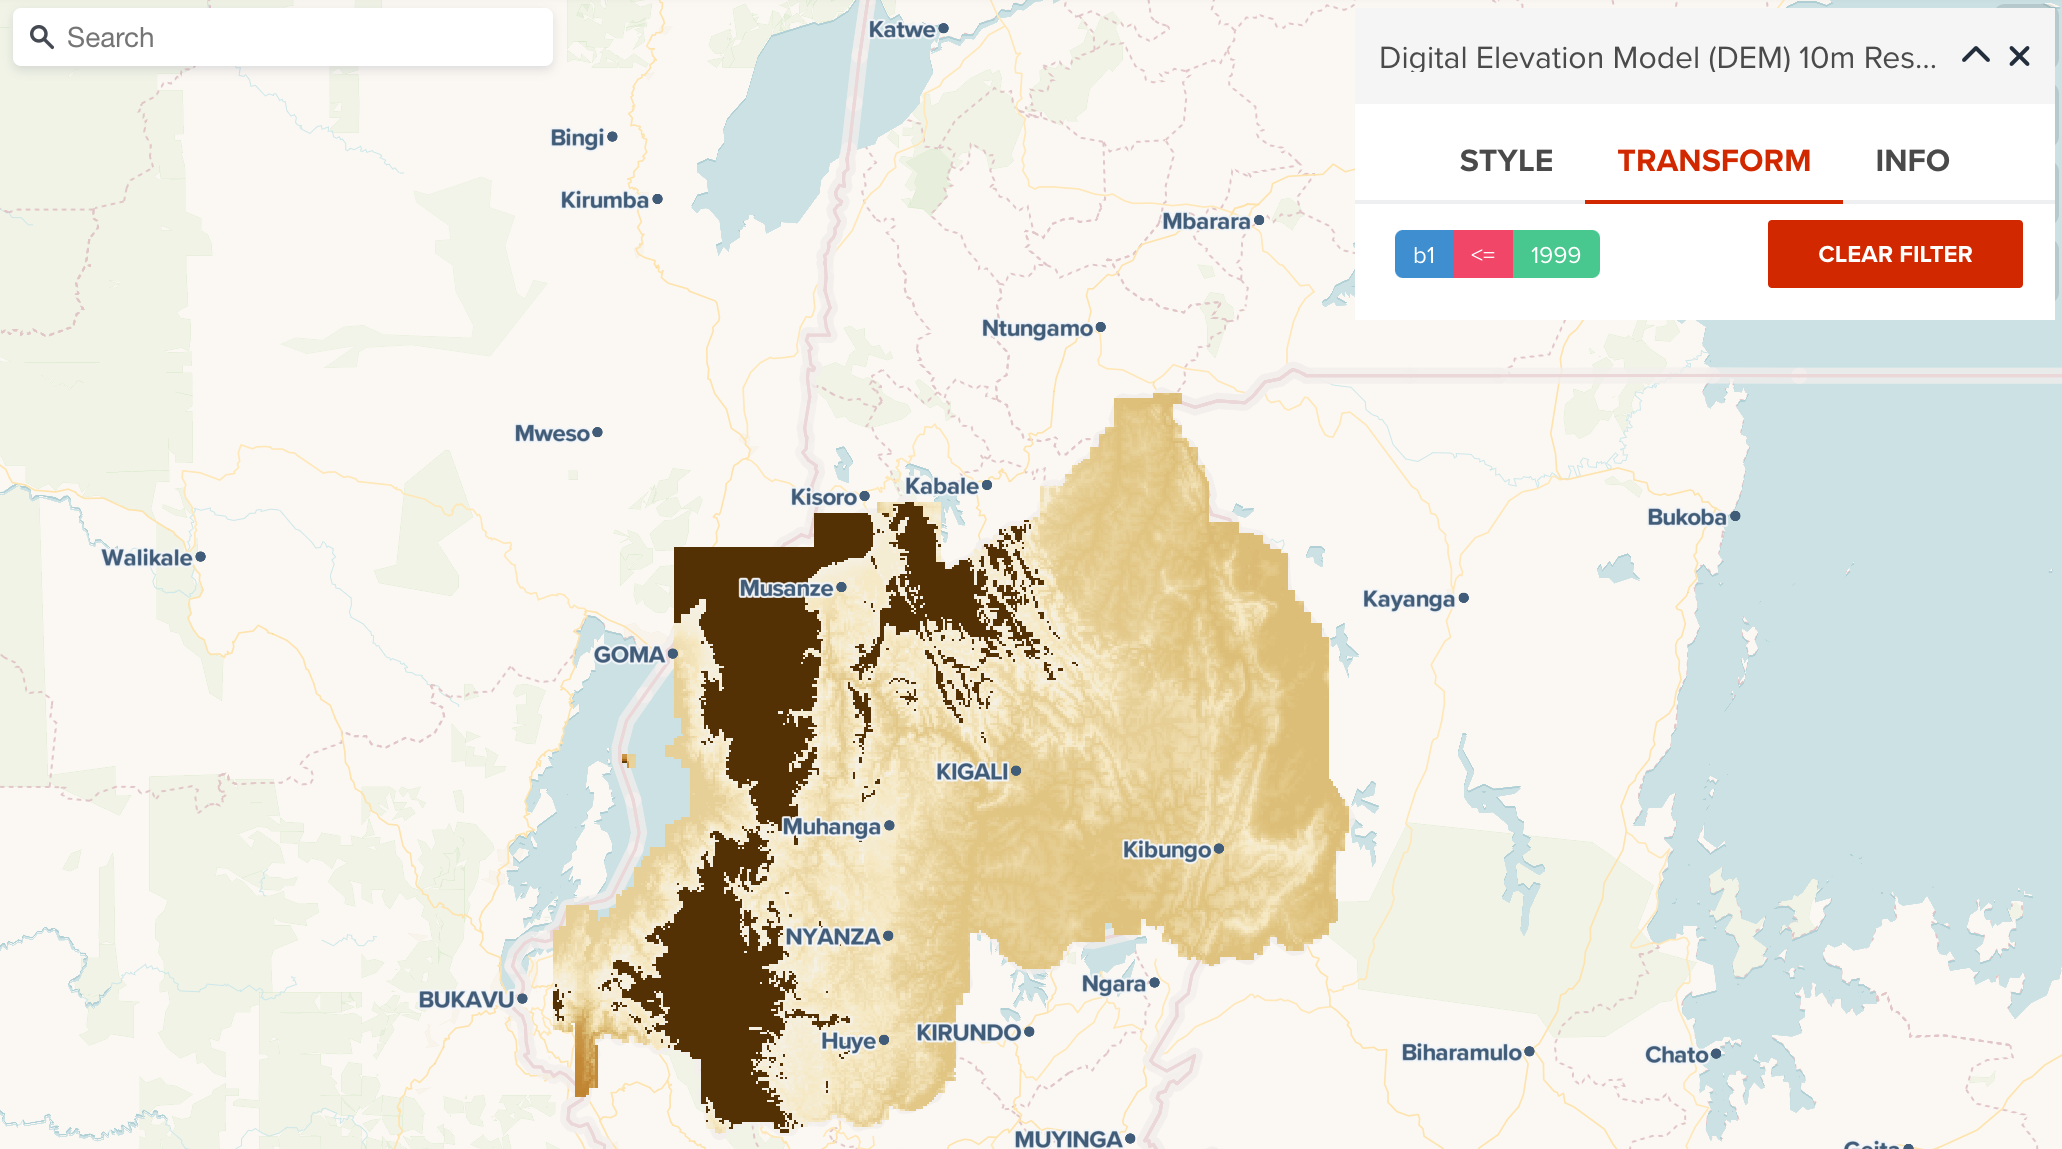 Search
Digital Elevation Model (DEM) 10m Res...
STYLE TRANSFORM INFO
b1 <= 1999
CLEAR FILTER
Katwe
Bingi
Kirumba
Mbarara
Ntungamo
Mweso
Kisoro
Kabale
Bukoba
Walikale
Musanze
Kayanga
GOMA
KIGALI
Muhanga
Kibungo
NYANZA
Ngara
BUKAVU
Huye
KIRUNDO
Biharamulo
Chato
MUYINGA